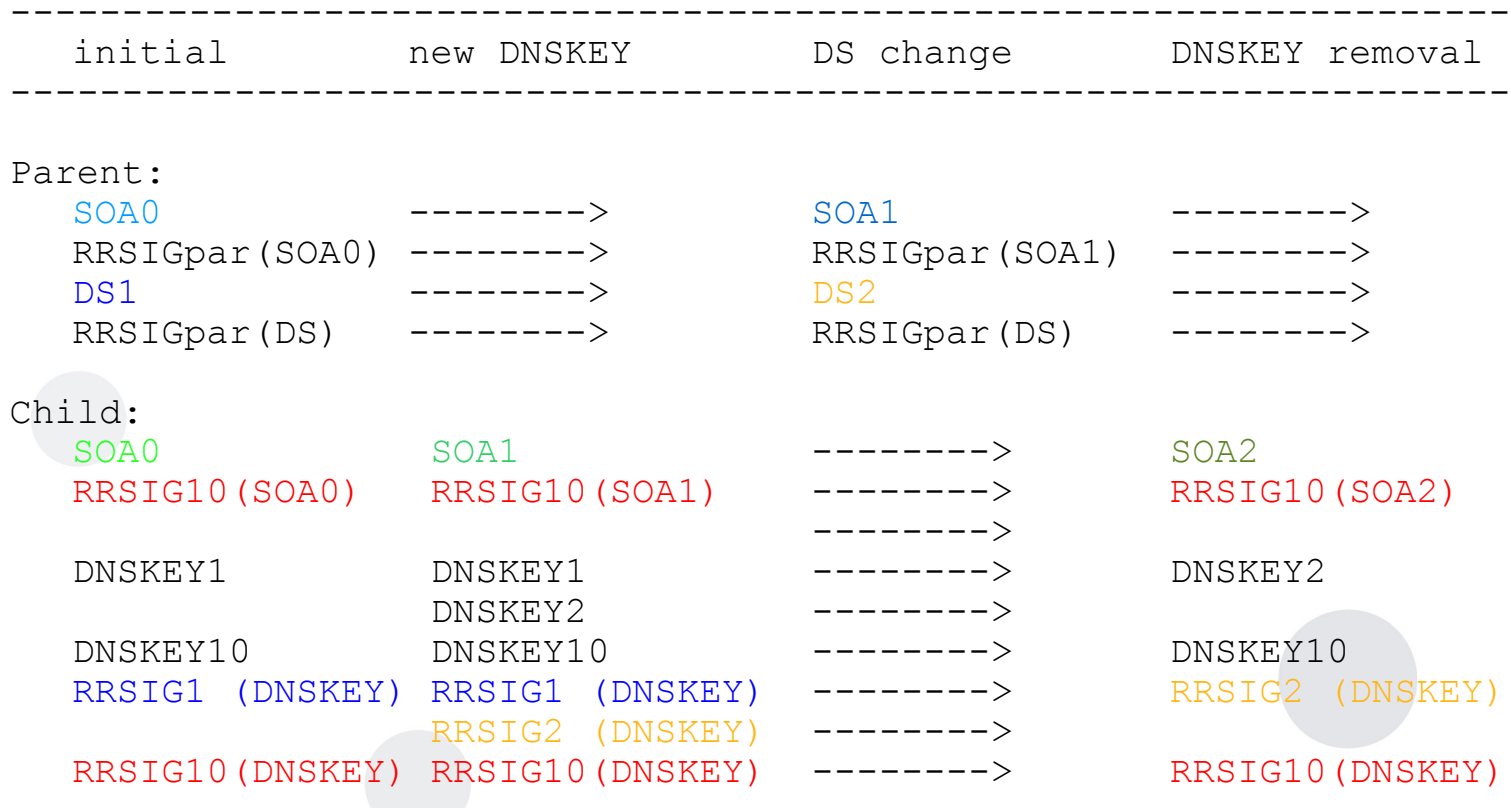 ---------------------------------------------------------------------
initial new DNSKEY DS change DNSKEY removal
---------------------------------------------------------------------
Parent:
SOA0 --------> SOA1 -------->
RRSIGpar(SOA0) --------> RRSIGpar(SOA1) -------->
DS1 --------> DS2 -------->
RRSIGpar(DS) --------> RRSIGpar(DS) -------->
Child:
SOA0 SOA1 --------> SOA2
RRSIG10(SOA0) RRSIG10(SOA1) --------> RRSIG10(SOA2)
-------->
DNSKEY1 DNSKEY1 --------> DNSKEY2
DNSKEY2 -------->
DNSKEY10 DNSKEY10 --------> DNSKEY10
RRSIG1 (DNSKEY) RRSIG1 (DNSKEY) --------> RRSIG2 (DNSKEY)
RRSIG2 (DNSKEY) -------->
RRSIG10(DNSKEY) RRSIG10(DNSKEY) --------> RRSIG10(DNSKEY)